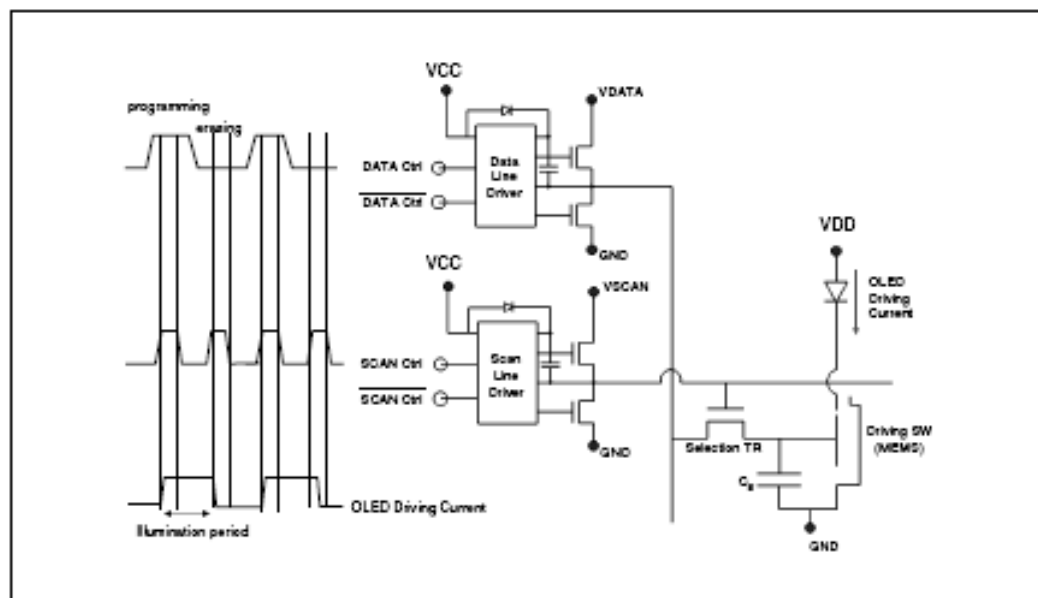 programming
erasing
VCC
VDATA
DATA Ctrl
DATA Ctrl
Data
Line
Driver
GND
VCC
VSCAN
SCAN Ctrl
SCAN Ctrl
Scan
Line
Driver
GND
VDD
OLED
Driving
Current
Selection TR
Driving SW
(MEMS)
Cs
GND
OLED Driving Current
Illumination period